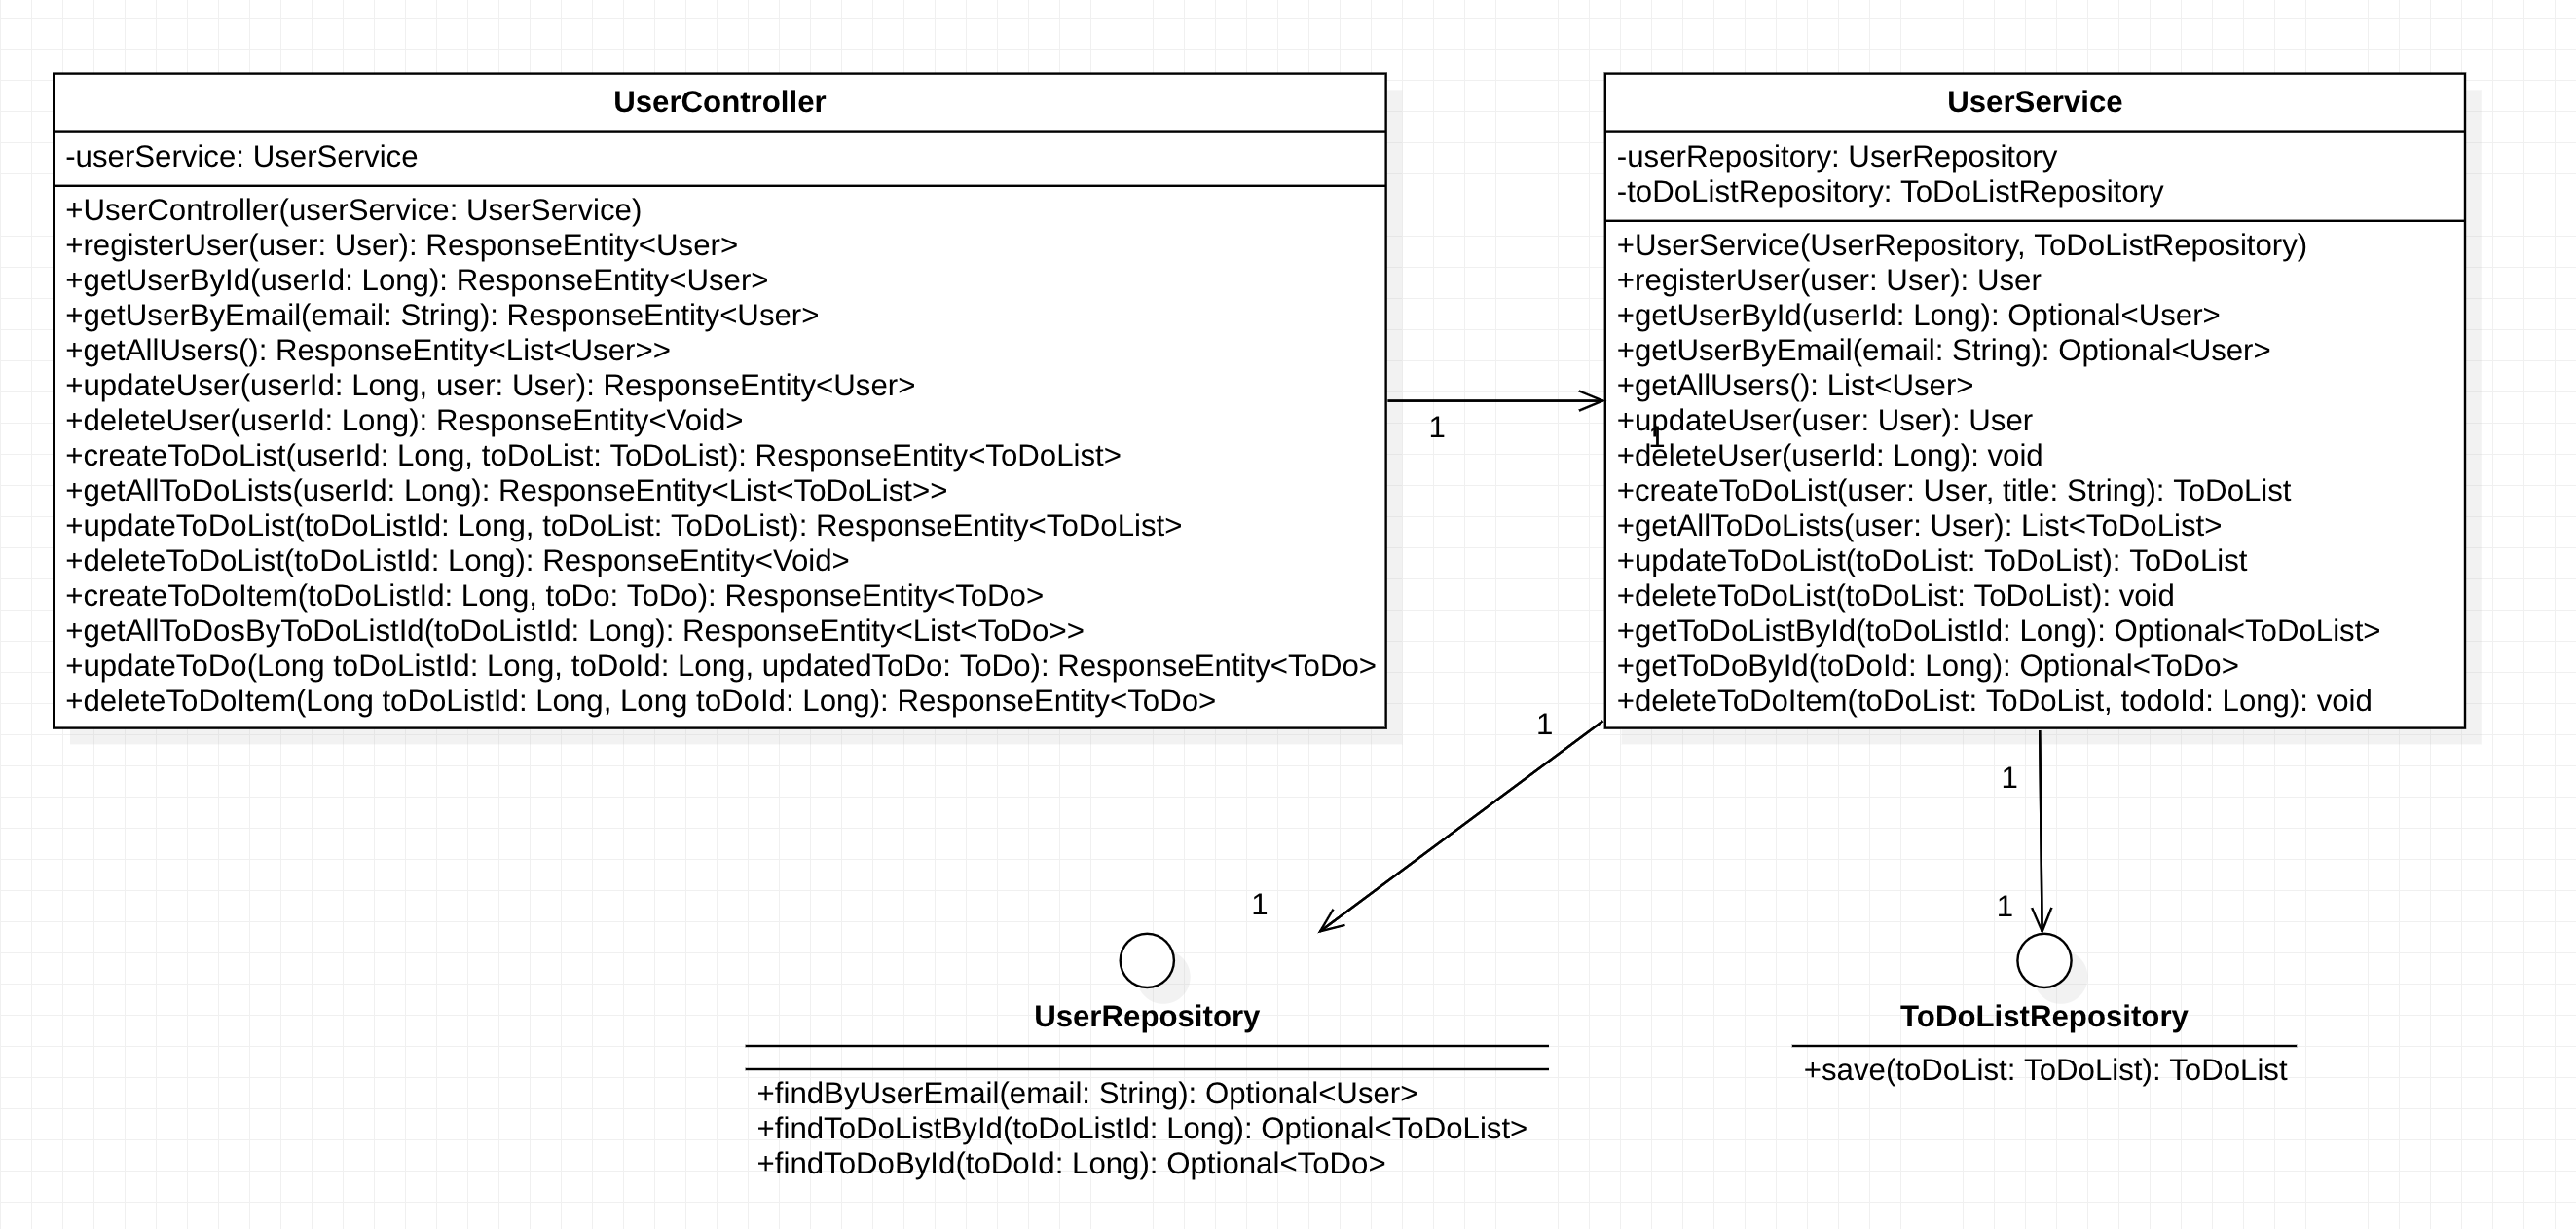 UserController
-userService: UserService
+UserController(userService: UserService)
+registerUser(user: User): ResponseEntity<User>
+getUserById(userId: Long): ResponseEntity<User>
+getUserByEmail(email: String): ResponseEntity<User>
+getAllUsers(): ResponseEntity<List<User>>
+updateUser(userId: Long, user: User): ResponseEntity<User>
+deleteUser(userId: Long): ResponseEntity<Void>
+createToDoList(userId: Long, toDoList: ToDoList): ResponseEntity<ToDoList>
+getAllToDoLists(userId: Long): ResponseEntity<List<ToDoList>>
+updateToDoList(toDoListId: Long, toDoList: ToDoList): ResponseEntity<ToDoList>
+deleteToDoList(toDoListId: Long): ResponseEntity<Void>
+createToDoItem(toDoListId: Long, toDo: ToDo): ResponseEntity<ToDo>
+getAllToDosByToDoListId(toDoListId: Long): ResponseEntity<List<ToDo>>
+updateToDo(Long toDoListId: Long, toDoId: Long, updatedToDo: ToDo): ResponseEntity<ToDo>
+deleteToDoItem(Long toDoListId: Long, Long toDoId: Long): ResponseEntity<ToDo>
1
1
UserService
-userRepository: UserRepository
-toDoListRepository: ToDoListRepository
+UserService(UserRepository, ToDoListRepository)
+registerUser(user: User): User
+getUserById(userId: Long): Optional<User>
+getUserByEmail(email: String): Optional<User>
+getAllUsers(): List<User>
+updateUser(user: User): User
+deleteUser(userId: Long): void
+createToDoList(user: User, title: String): ToDoList
+getAllToDoLists(user: User): List<ToDoList>
+updateToDoList(toDoList: ToDoList): ToDoList
+deleteToDoList(toDoList: ToDoList): void
+getToDoListById(toDoListId: Long): Optional<ToDoList>
+getToDoById(toDoId: Long): Optional<ToDo>
+deleteToDoItem(toDoList: ToDoList, todoId: Long): void
1
1
1
1
UserRepository
+findByUserEmail(email: String): Optional<User>
+findToDoListById(toDoListId: Long): Optional<ToDoList>
+findToDoById(toDoId: Long): Optional<ToDo>
ToDoListRepository
+save(toDoList: ToDoList): ToDoList